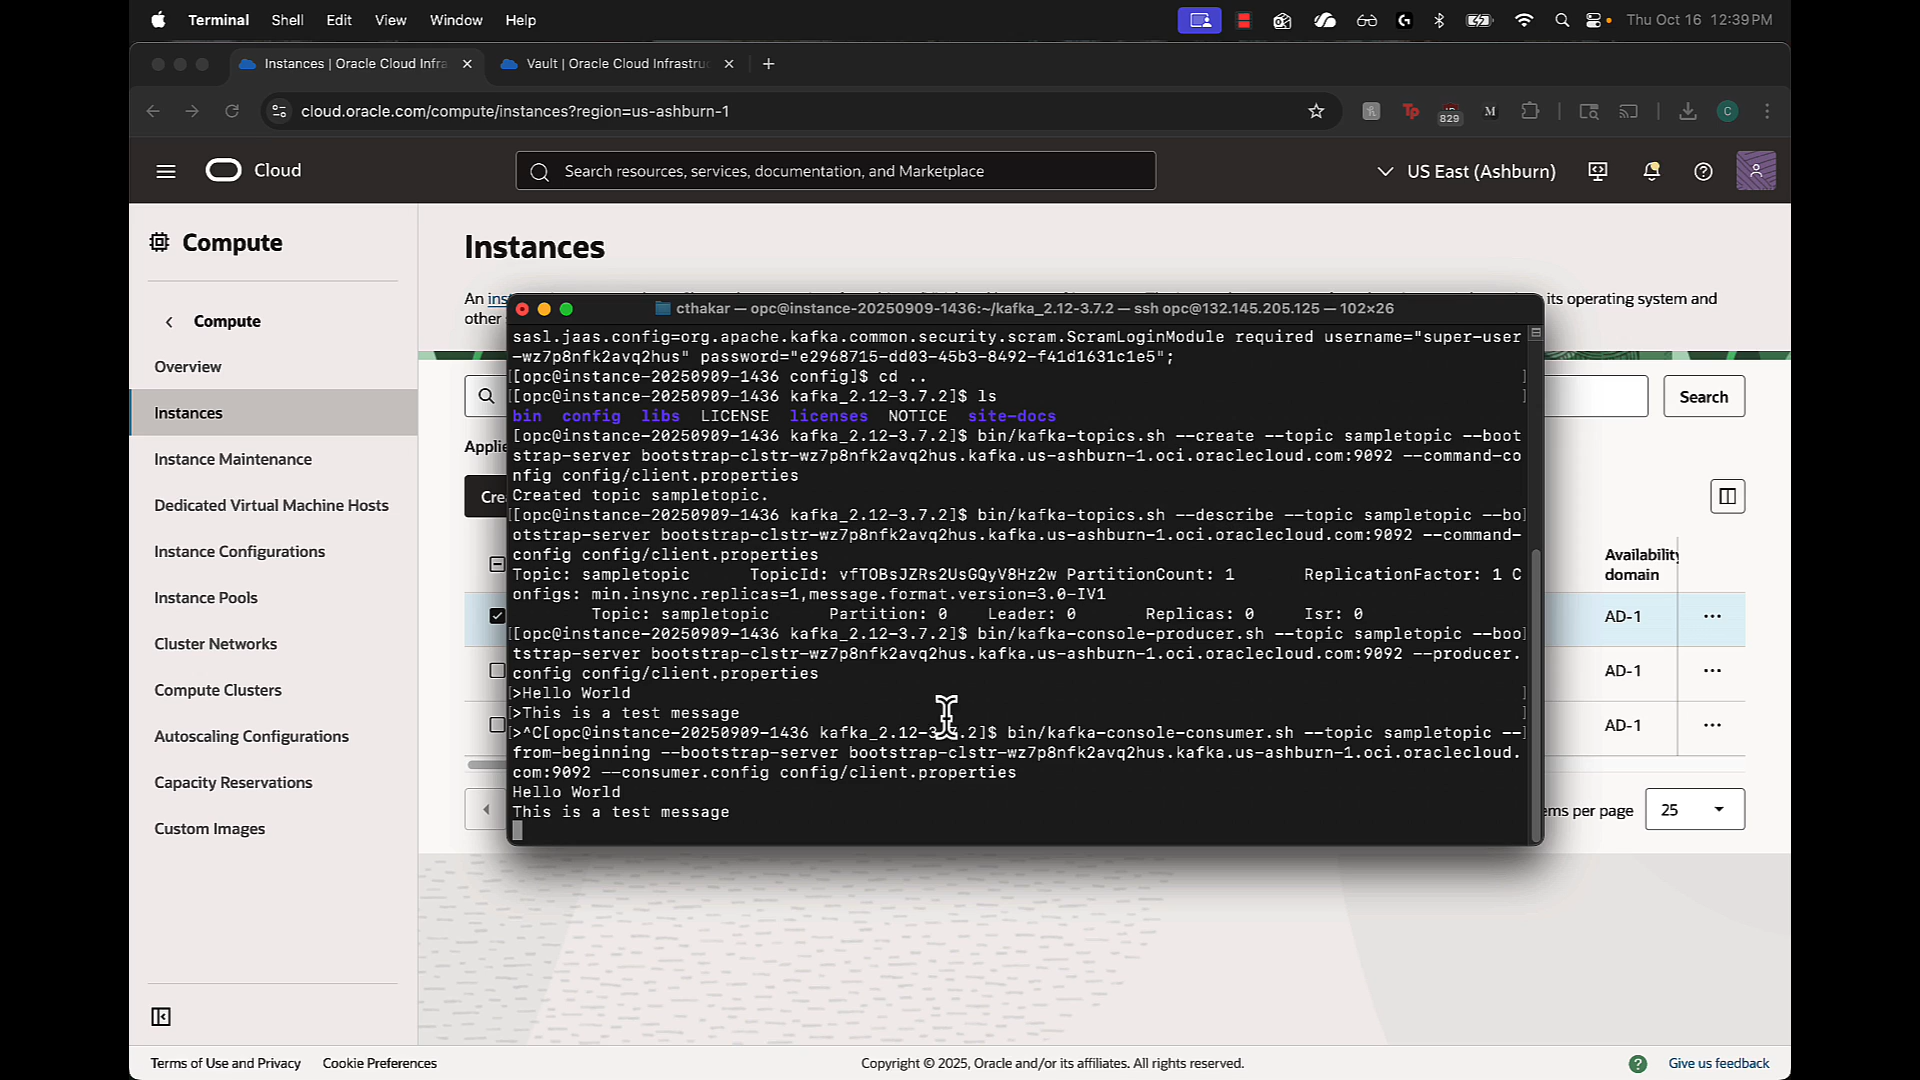 Terminal Shell Edit View Window Help Thu Oct 16 12:39 PM
Instances | Oracle Cloud Infra Vault | Oracle Cloud Infrastru
cloud.oracle.com/compute/instances?region=us-ashburn-1 829
Cloud Search resources, services, documentation, and Marketplace US East (Ashburn)
Compute
Instances
An ins its operating system and
other
Compute
Overview
Instances
Instance Maintenance
Dedicated Virtual Machine Hosts
Instance Configurations
Instance Pools
Cluster Networks
Compute Clusters
Autoscaling Configurations
Capacity Reservations
Custom Images
Search
Applie
Crea
Availability
domain
AD-1
AD-1
AD-1
ems per page 25
cthakar — opc@instance-20250909-1436:~/kafka_2.12-3.7.2 — ssh opc@132.145.205.125 — 102×26
sasl.jaas.config=org.apache.kafka.common.security.scram.ScramLoginModule required username="super-user
-wz7p8nfk2avq2hus" password="e2968715-dd03-45b3-8492-f41d1631c1e5";
[[opc@instance-20250909-1436 config]$ cd .. ]
[[opc@instance-20250909-1436 kafka_2.12-3.7.2]$ ls ]
bin config libs LICENSE licenses NOTICE site-docs
[opc@instance-20250909-1436 kafka_2.12-3.7.2]$ bin/kafka-topics.sh --create --topic sampletopic --boot
strap-server bootstrap-clstr-wz7p8nfk2avq2hus.kafka.us-ashburn-1.oci.oraclecloud.com:9092 --command-co
nfig config/client.properties
Created topic sampletopic.
[[opc@instance-20250909-1436 kafka_2.12-3.7.2]$ bin/kafka-topics.sh --describe --topic sampletopic --bo]
otstrap-server bootstrap-clstr-wz7p8nfk2avq2hus.kafka.us-ashburn-1.oci.oraclecloud.com:9092 --command-
config config/client.properties
Topic: sampletopic TopicId: vfTOBsJZRs2UsGQyV8Hz2w PartitionCount: 1 ReplicationFactor: 1 C
onfigs: min.insync.replicas=1,message.format.version=3.0-IV1
Topic: sampletopic Partition: 0 Leader: 0 Replicas: 0 Isr: 0
[[opc@instance-20250909-1436 kafka_2.12-3.7.2]$ bin/kafka-console-producer.sh --topic sampletopic --boo]
tstrap-server bootstrap-clstr-wz7p8nfk2avq2hus.kafka.us-ashburn-1.oci.oraclecloud.com:9092 --producer.
config config/client.properties
[>Hello World ]
[>This is a test message ]
[>^C[opc@instance-20250909-1436 kafka_2.12-3.7.2]$ bin/kafka-console-consumer.sh --topic sampletopic --]
from-beginning --bootstrap-server bootstrap-clstr-wz7p8nfk2avq2hus.kafka.us-ashburn-1.oci.oraclecloud.
com:9092 --consumer.config config/client.properties
Hello World
This is a test message
Terms of Use and Privacy Cookie Preferences Copyright © 2025, Oracle and/or its affiliates. All rights reserved. Give us feedback